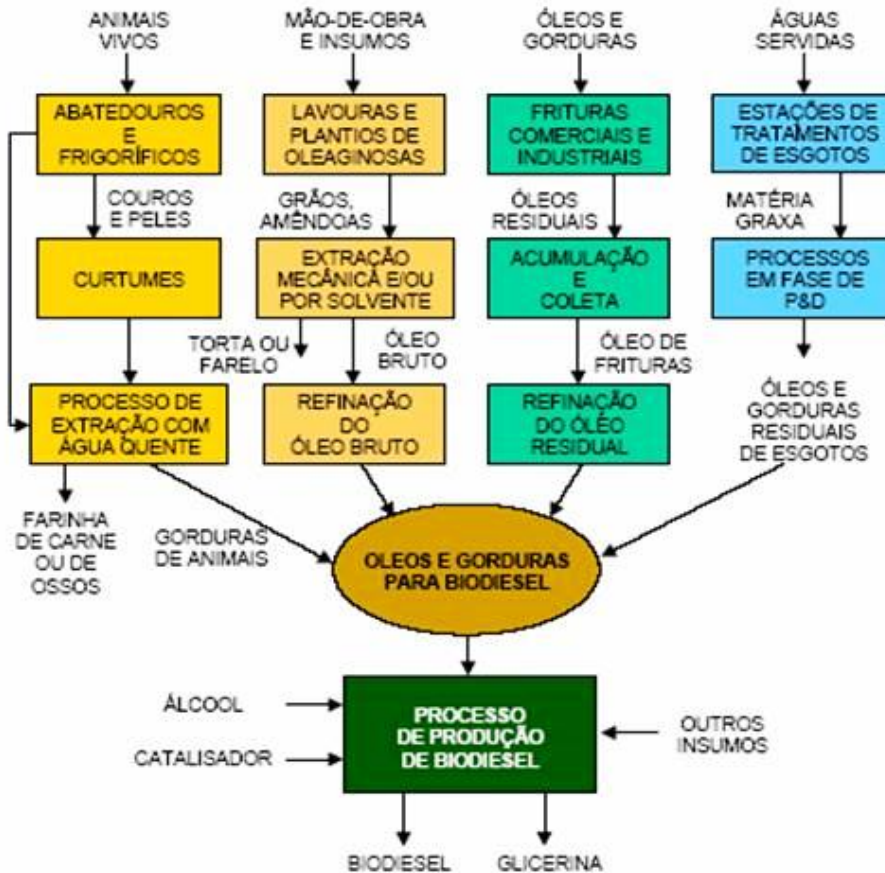 ANIMAIS
VIVOS
MÃO-DE-OBRA
E INSUMOS
ÓLEOS E
GORDURAS
ÁGUAS
SERVIDAS
ABATEDOUROS
E
FRIGORÍFICOS
LAVOURAS E
PLANTIOS DE
OLEAGINOSAS
FRITURAS
COMERCIAIS E
INDUSTRIAIS
ESTAÇÕES DE
TRATAMENTOS
DE ESGOTOS
COUROS
E PELES
GRÃOS,
AMÊNDOAS
ÓLEOS
RESIDUAIS
MATÉRIA
GRAXA
CURTUMES
EXTRAÇÃO
MECÂNICA E/OU
POR SOLVENTE
ACUMULAÇÃO
E
COLETA
PROCESSOS
EM FASE DE
P&D
TORTA OU
FARELO
ÓLEO
BRUTO
ÓLEO DE
FRITURAS
PROCESSO DE
EXTRAÇÃO COM
ÁGUA QUENTE
REFINAÇÃO
DO
ÓLEO BRUTO
REFINAÇÃO
DO ÓLEO
RESIDUAL
ÓLEOS E
GORDURAS
RESIDUAIS
DE ESGOTOS
FARINHA
DE CARNE
OU DE
OSSOS
GORDURAS
DE ANIMAIS
OLEOS E GORDURAS
PARA BIODIESEL
ÁLCOOL
CATALISADOR
PROCESSO
DE PRODUÇÃO
DE BIODIESEL
OUTROS
INSUMOS
BIODIESEL
GLICERINA